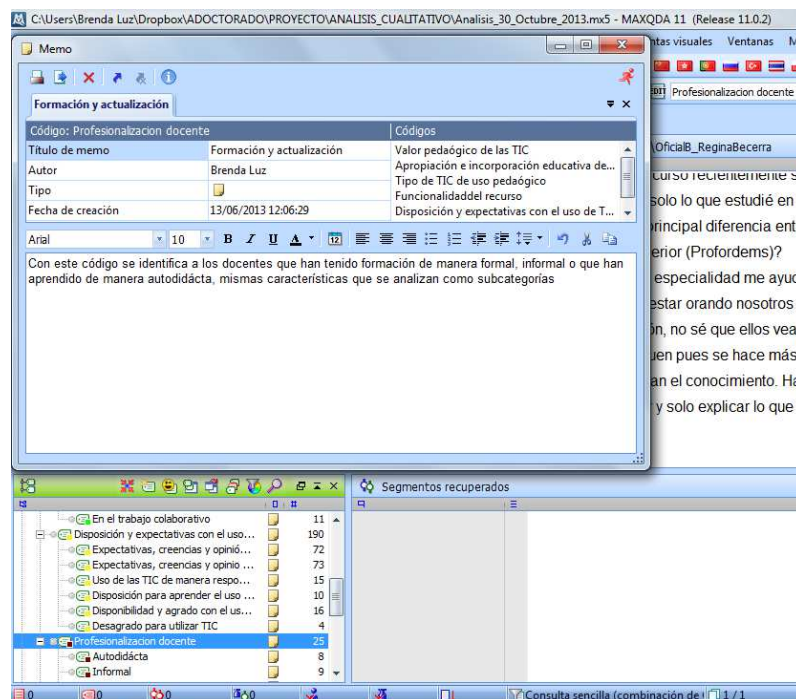 C:\Users\Brenda Luz\Dropbox\ADOCTORADO\PROYECTO\ANALISIS_CUALITATIVO\Analisis_30_Octubre_2013.mx5 - MAXQDA 11 (Release 11.0.2)
Memo
ntas visuales Ventanas M
EDIT Profesionalizacion docente
Formación y actualización
Código: Profesionalizacion docente Códigos
Título de memo Formación y actualización
Autor Brenda Luz
Tipo
Fecha de creación 13/06/2013 12:06:29
Valor pedaógico de las TIC
Apropiación e incorporación educativa de...
Tipo de TIC de uso pedaógico
Funcionalidaddel recurso
Disposición y expectativas con el uso de T...
Arial 10 B I U A 12
Con este código se identifica a los docentes que han tenido formación de manera formal, informal o que han
aprendido de manera autodidácta, mismas características que se analizan como subcategorías
\OficialB_ReginaBecerra
curso recientemente s
solo lo que estudié en
principal diferencia ent
erior (Profordems)?
especialidad me ayud
estar orando nosotros
ón, no sé que ellos vea
uen pues se hace más
an el conocimiento. Ha
y solo explicar lo que
Segmentos recuperados
En el trabajo colaborativo 11
Disposición y expectativas con el uso... 190
Expectativas, creencias y opinió... 72
Expectativas, creencias y opinio ... 73
Uso de las TIC de manera respo... 15
Disposición para aprender el uso ... 10
Disponibilidad y agrado con el us... 16
Desagrado para utilizar TIC 4
Profesionalizacion docente 25
Autodidácta 8
Informal 9
0 0 0 0 Consulta sencilla (combinación de 1 / 1